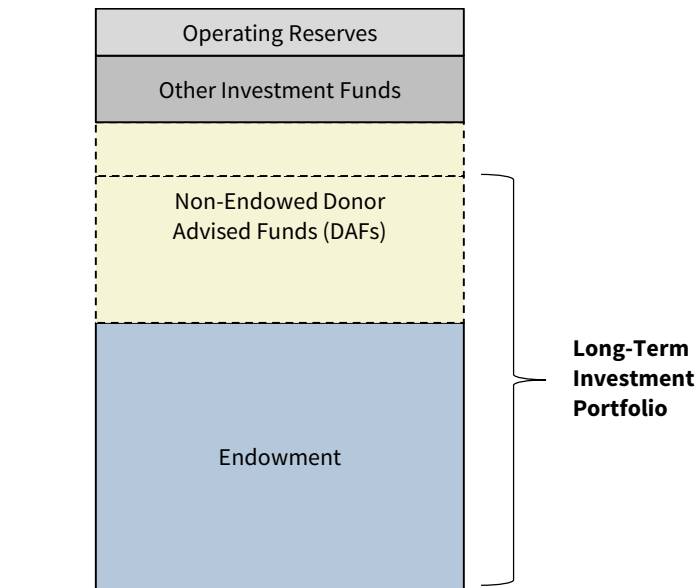 Operating Reserves
Other Investment Funds
Non-Endowed Donor
Advised Funds (DAFs)
Long-Term
Investment
Portfolio
Endowment